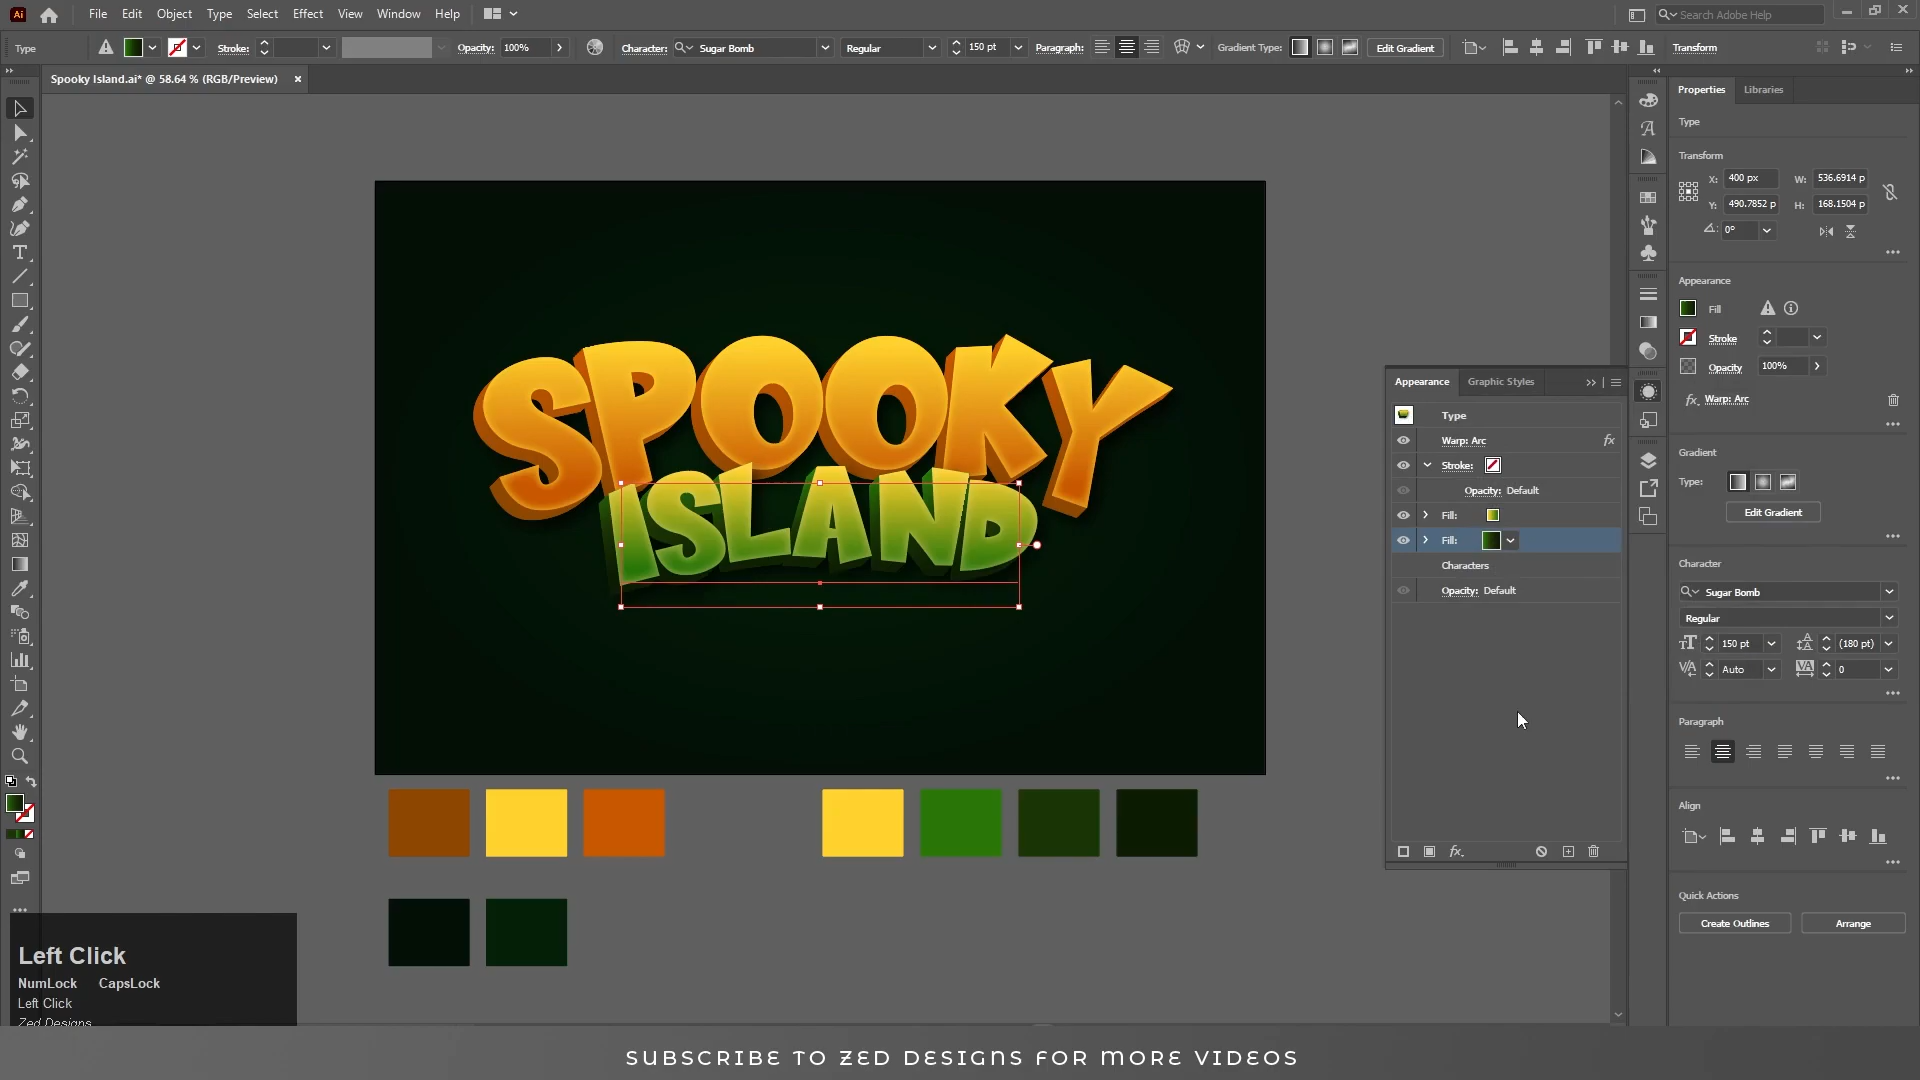 Ai
File Edit Object Type Select Effect View Window Help
Search Adobe Help
Type
Stroke:
Opacity: 100%
Character: Sugar Bomb
Regular
150 pt
Paragraph:
Gradient Type:
Edit Gradient
Transform
Spooky Island.ai* @ 58.64 % (RGB/Preview) ×
SPOOKY
ISLAND
Appearance Graphic Styles
Type
Warp: Arc fx
Stroke:
Opacity: Default
Fill:
Fill:
Characters
Opacity: Default
fx.
Properties Libraries
Type
Transform
X: 400 px W: 536.6914 p
Y: 490.7852 p H: 168.1504 p
0°
Appearance
Fill
Stroke
Opacity 100%
fx. Warp: Arc
Gradient
Type:
Edit Gradient
Character
Sugar Bomb
Regular
150 pt (180 pt)
Auto 0
Paragraph
Align
Quick Actions
Create Outlines Arrange
Left Click
NumLock CapsLock
Left Click
Zed Designs
SUBSCRIBE TO ZED DESIGNS FOR MORE VIDEOS